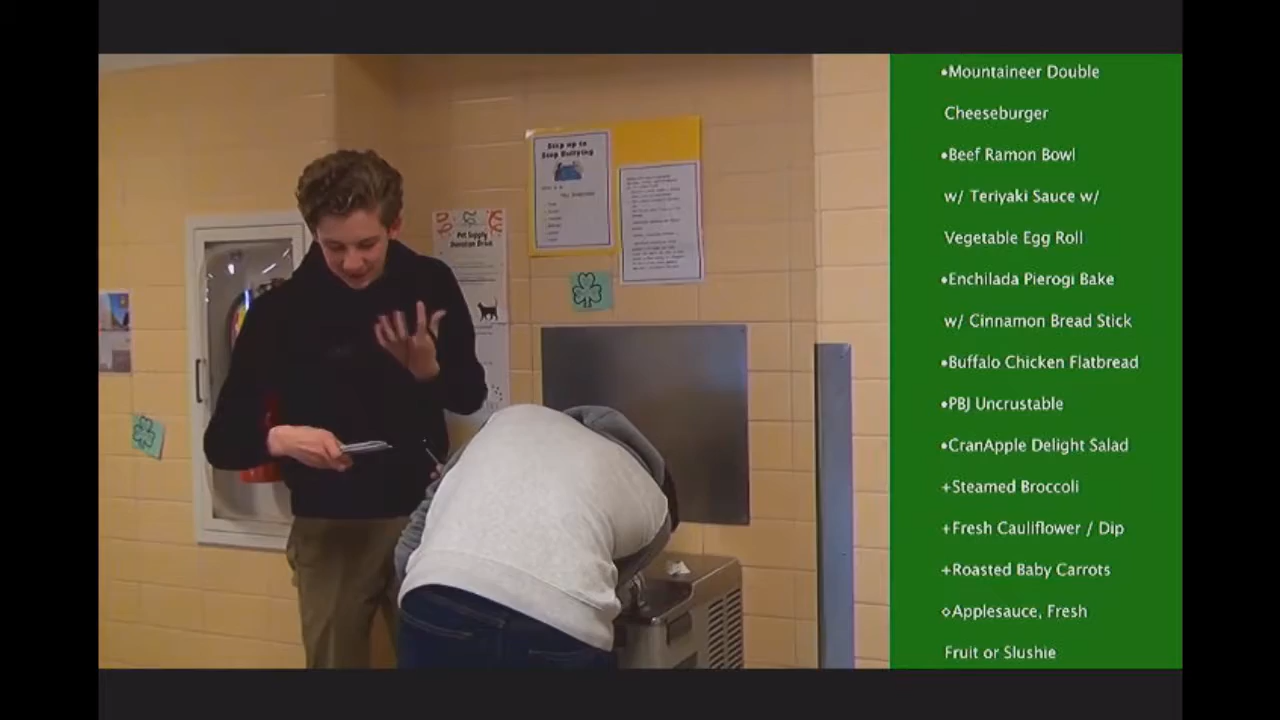 Step up to
Stop Bullying
Pet Supply
Donation Drive
•Mountaineer Double
Cheeseburger
•Beef Ramon Bowl
w/ Teriyaki Sauce w/
Vegetable Egg Roll
•Enchilada Pierogi Bake
w/ Cinnamon Bread Stick
•Buffalo Chicken Flatbread
•PBJ Uncrustable
•CranApple Delight Salad
+Steamed Broccoli
+Fresh Cauliflower / Dip
+Roasted Baby Carrots
⋄Applesauce, Fresh
Fruit or Slushie